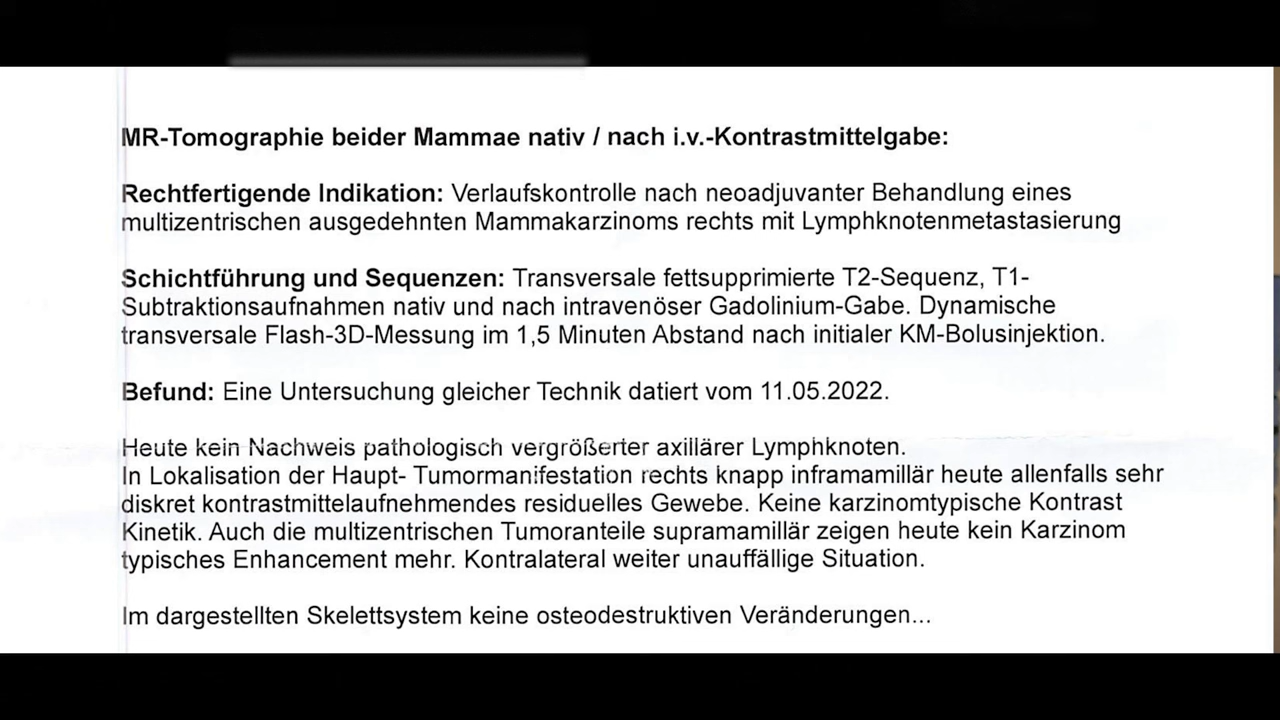 MR-Tomographie beider Mammae nativ / nach i.v.-Kontrastmittelgabe:
Rechtfertigende Indikation: Verlaufskontrolle nach neoadjuvanter Behandlung eines
multizentrischen ausgedehnten Mammakarzinoms rechts mit Lymphknotenmetastasierung
Schichtführung und Sequenzen: Transversale fettsupprimierte T2-Sequenz, T1-
Subtraktionsaufnahmen nativ und nach intravenöser Gadolinium-Gabe. Dynamische
transversale Flash-3D-Messung im 1,5 Minuten Abstand nach initialer KM-Bolusinjektion.
Befund: Eine Untersuchung gleicher Technik datiert vom 11.05.2022.
Heute kein Nachweis pathologisch vergrößerter axillärer Lymphknoten.
In Lokalisation der Haupt- Tumormanifestation rechts knapp inframamillär heute allenfalls sehr
diskret kontrastmittelaufnehmendes residuelles Gewebe. Keine karzinomtypische Kontrast
Kinetik. Auch die multizentrischen Tumoranteile supramamillär zeigen heute kein Karzinom
typisches Enhancement mehr. Kontralateral weiter unauffällige Situation.
Im dargestellten Skelettsystem keine osteodestruktiven Veränderungen...